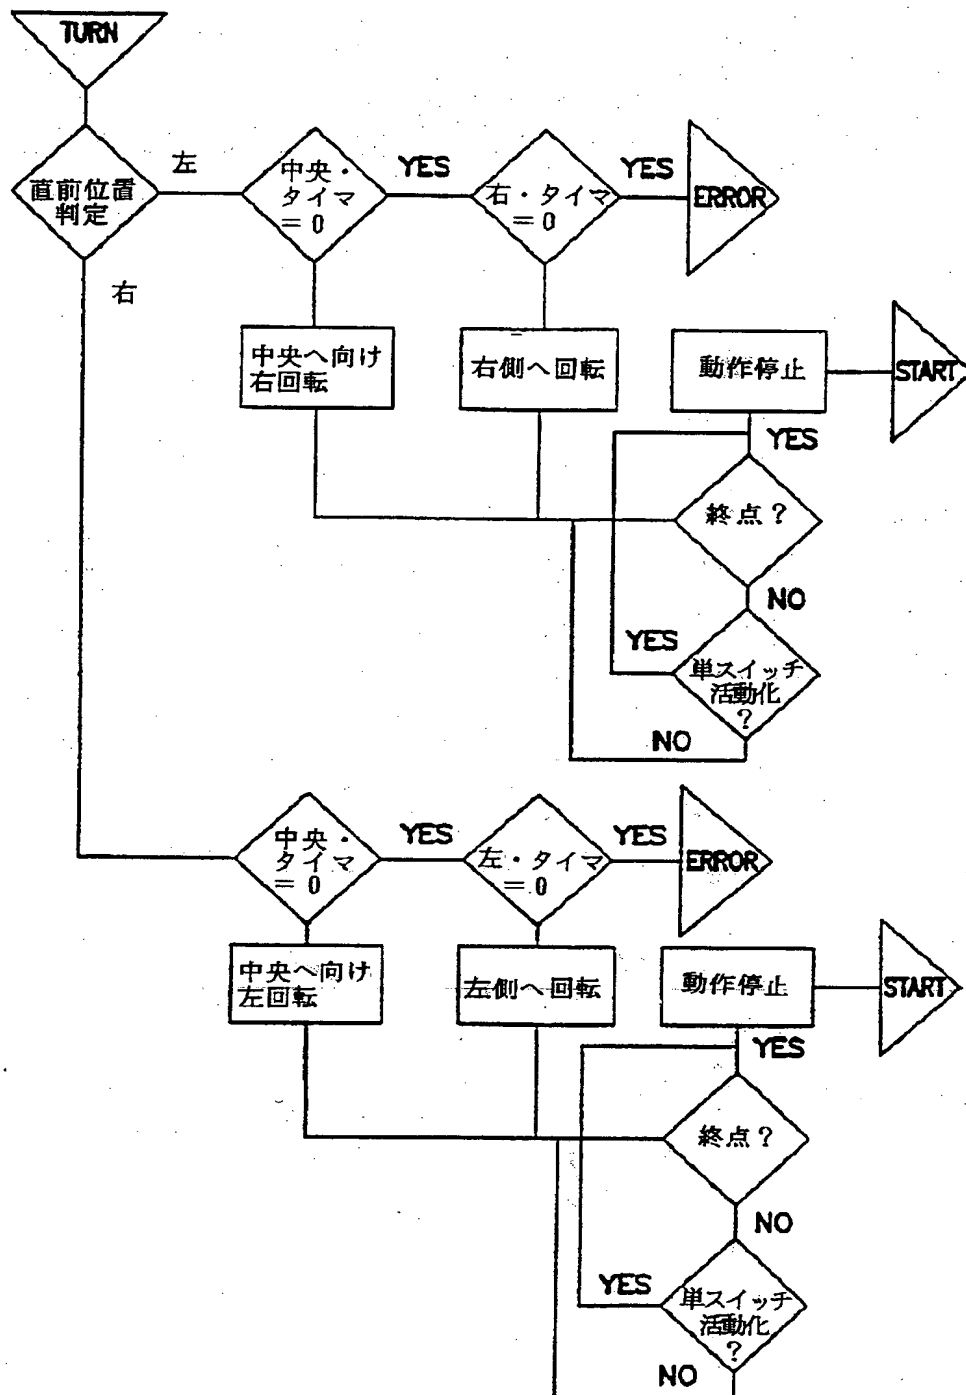 TURN
直前位置
判定
左
中央・
タイマ
= 0
YES
右・タイマ
= 0
YES
ERROR
右
中央へ向け
右回転
右側へ回転
動作停止
START
YES
終点?
NO
YES
単スイッチ
活動化
?
NO
中央・
タイマ
= 0
YES
左・タイマ
= 0
YES
ERROR
中央へ向け
左回転
左側へ回転
動作停止
START
YES
終点?
NO
YES
単スイッチ
活動化
?
NO